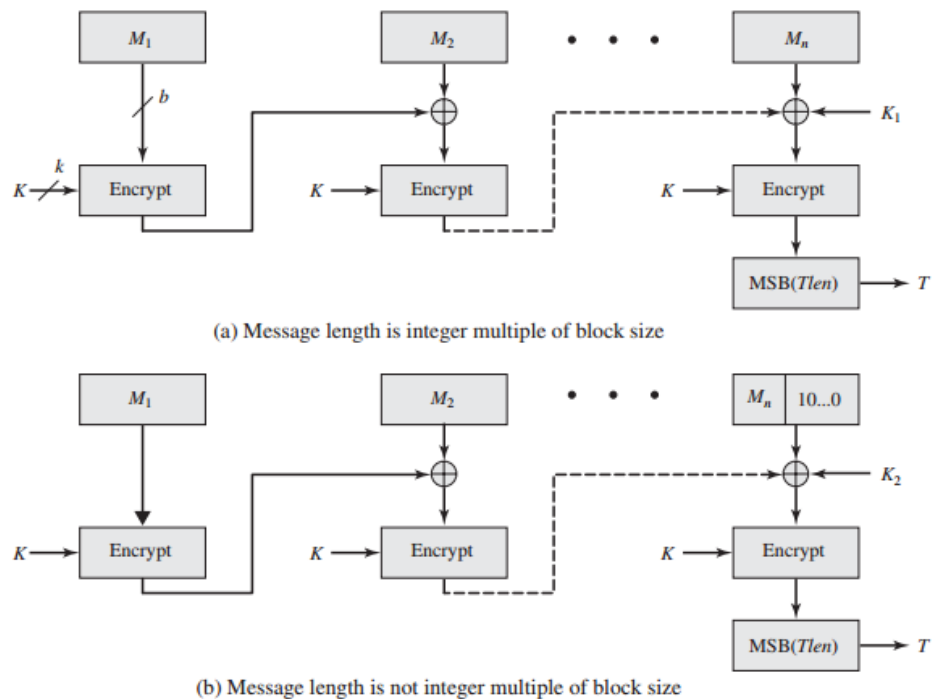 M₁ M₂ • • • Mₙ
b
K₁
k
K Encrypt K Encrypt K Encrypt
MSB(Tlen) T
(a) Message length is integer multiple of block size
M₁ M₂ • • • Mₙ 10...0
K₂
K Encrypt K Encrypt K Encrypt
MSB(Tlen) T
(b) Message length is not integer multiple of block size